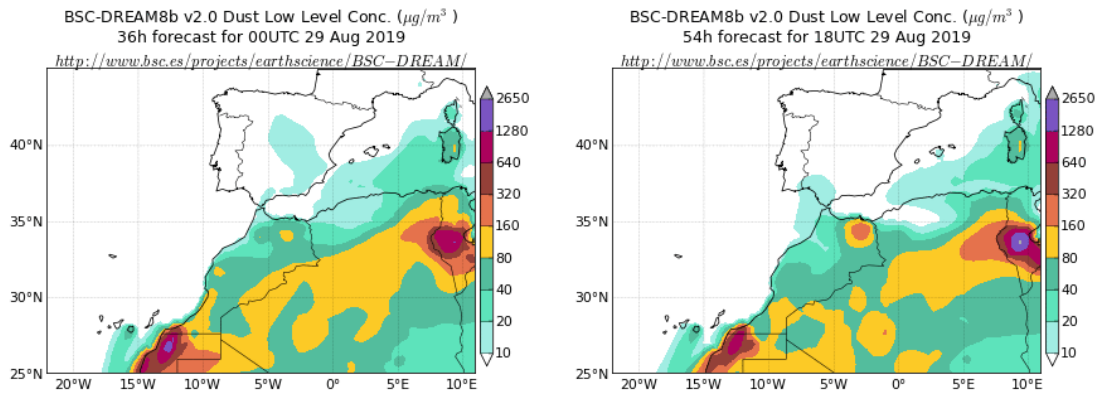 BSC-DREAM8b v2.0 Dust Low Level Conc. (μg/m³ )
36h forecast for 00UTC 29 Aug 2019
http://www.bsc.es/projects/earthscience/BSC−DREAM/
40°N
35°N
30°N
25°N
20°W
15°W
10°W
5°W
0°
5°E
10°E
2650
1280
640
320
160
80
40
20
10
BSC-DREAM8b v2.0 Dust Low Level Conc. (μg/m³ )
54h forecast for 18UTC 29 Aug 2019
http://www.bsc.es/projects/earthscience/BSC−DREAM/
40°N
35°N
30°N
25°N
20°W
15°W
10°W
5°W
0°
5°E
10°E
2650
1280
640
320
160
80
40
20
10